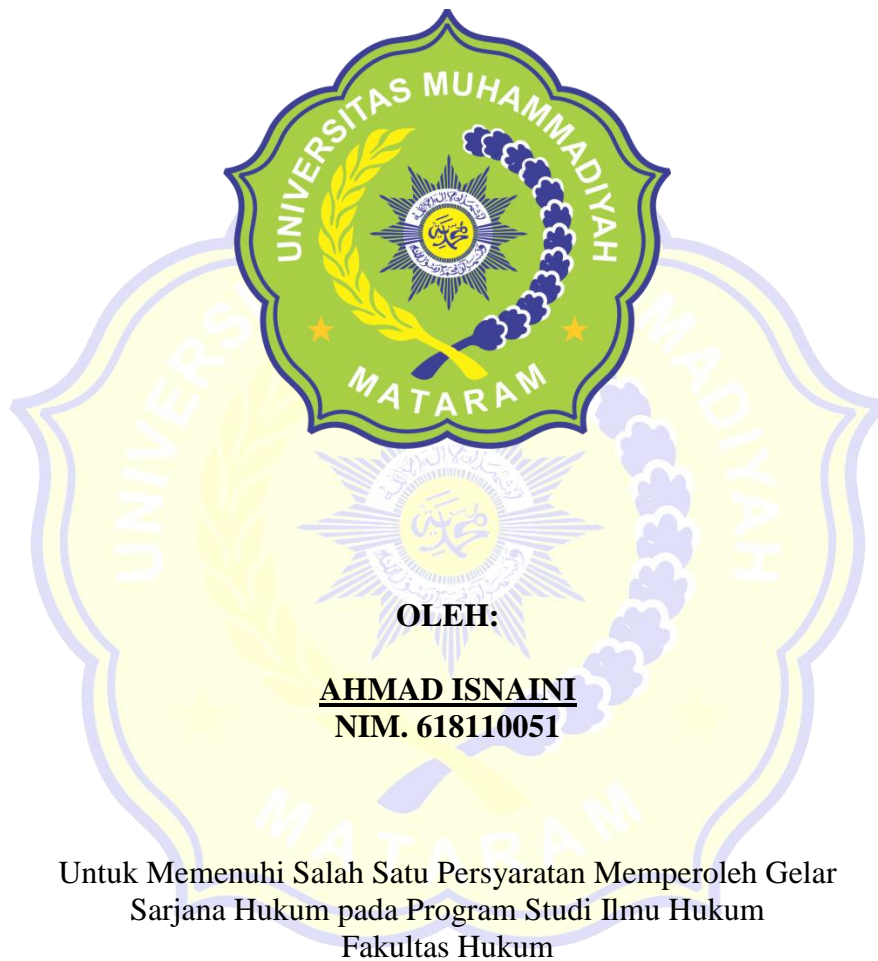 UNIVERSITAS MUHAMMADIYAH
MATARAM
OLEH:
AHMAD ISNAINI
NIM. 618110051
Untuk Memenuhi Salah Satu Persyaratan Memperoleh Gelar
Sarjana Hukum pada Program Studi Ilmu Hukum
Fakultas Hukum